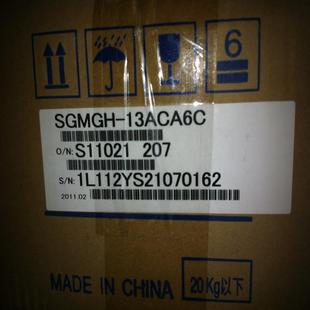 6
SGMGH-13ACA6C
O/N: S11021 207
S/N: 1L112YS21070162
2011.02
MADE IN CHINA
20Kg以下